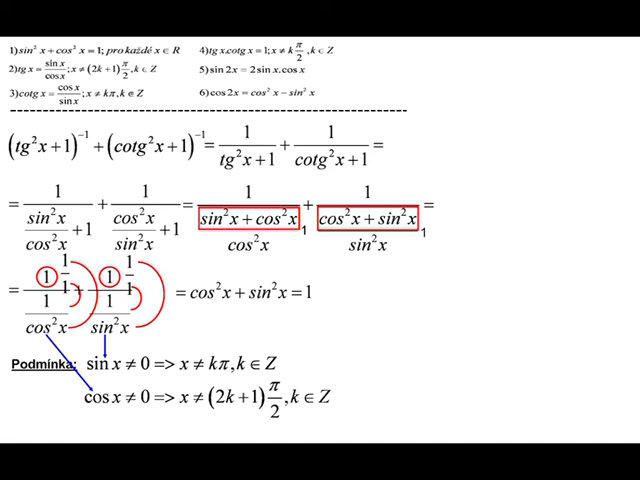 1) sin² x + cos² x = 1; pro každé x ∈ R
2) tg x = sin x / cos x; x ≠ (2k + 1) π/2, k ∈ Z
3) cotg x = cos x / sin x; x ≠ kπ, k ∈ Z
4) tg x.cotg x = 1; x ≠ k π/2, k ∈ Z
5) sin 2x = 2 sin x.cos x
6) cos 2x = cos² x − sin² x
(tg²x + 1)⁻¹ + (cotg²x + 1)⁻¹ = 1/(tg²x + 1) + 1/(cotg²x + 1) =
= 1/(sin²x/cos²x + 1) + 1/(cos²x/sin²x + 1) = 1/((sin²x + cos²x)/cos²x) 1 + 1/((cos²x + sin²x)/sin²x) 1 =
= (1/1)/(1/cos²x) + (1/1)/(1/sin²x) = cos²x + sin²x = 1
Podmínka: sin x ≠ 0 => x ≠ kπ, k ∈ Z
cos x ≠ 0 => x ≠ (2k + 1) π/2, k ∈ Z